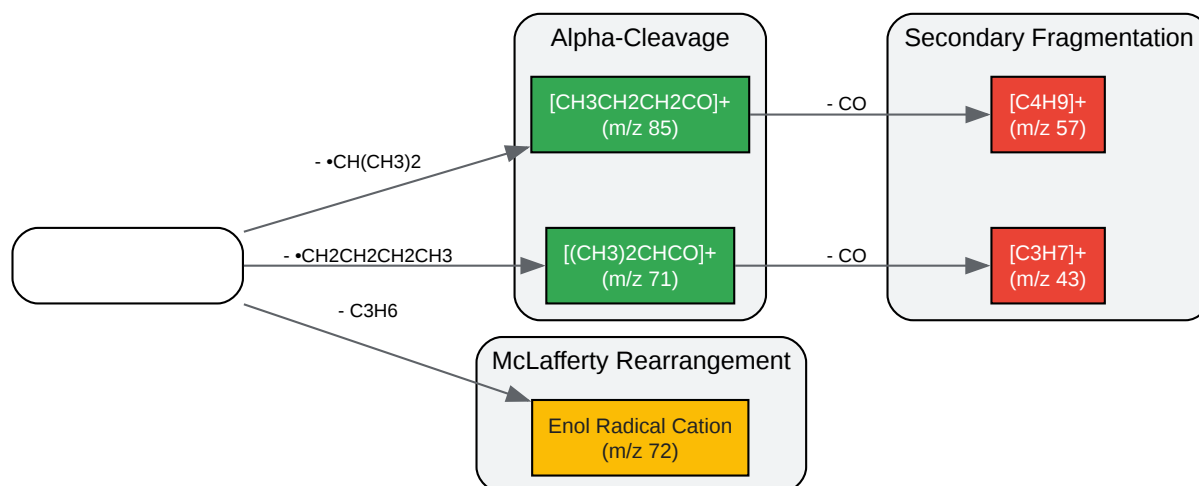 Alpha-Cleavage
Secondary Fragmentation
[CH3CH2CH2CO]+
(m/z 85)
- CO
[C4H9]+
(m/z 57)
- •CH(CH3)2
- •CH2CH2CH2CH3
[(CH3)2CHCO]+
(m/z 71)
- CO
[C3H7]+
(m/z 43)
- C3H6
McLafferty Rearrangement
Enol Radical Cation
(m/z 72)